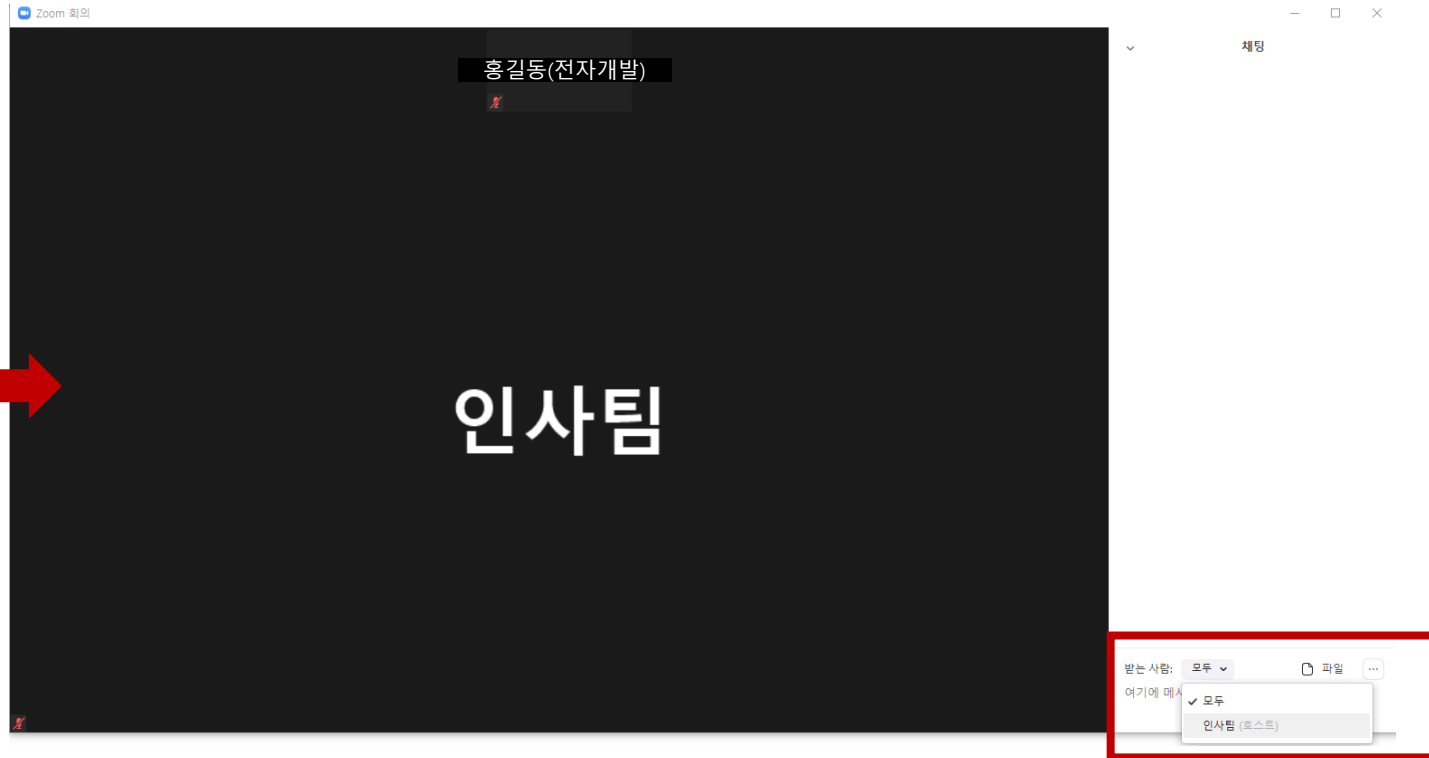 Zoom 회의
채팅
홍길동(전자개발)
인사팀
받는 사람: 모두 파일 ...
여기에 메
모두
인사팀 (호스트)